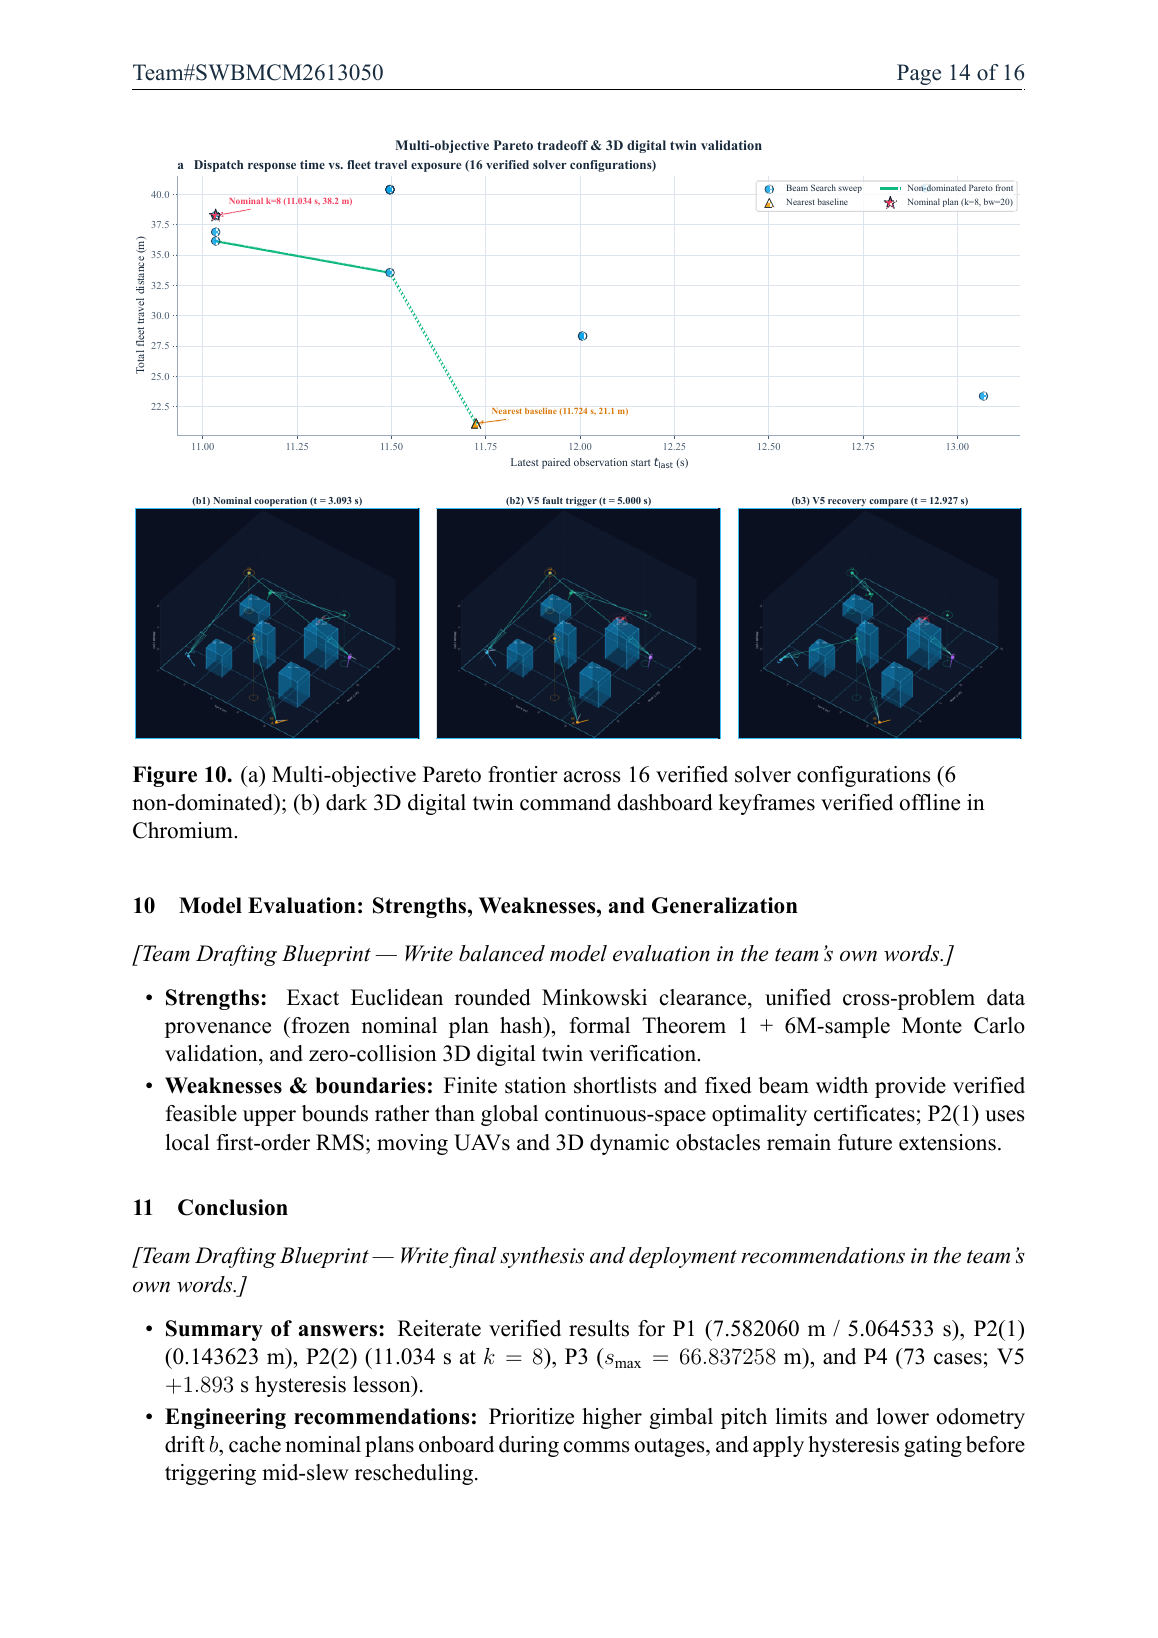 Team#SWBMCM2613050
Page 14 of 16
Multi-objective Pareto tradeoff & 3D digital twin validation
a Dispatch response time vs. fleet travel exposure (16 verified solver configurations)
Beam Search sweep
Nearest baseline
Non-dominated Pareto front
Nominal plan (k=8, bw=20)
Total fleet travel distance (m)
40.0
37.5
35.0
32.5
30.0
27.5
25.0
22.5
Nominal k=8 (11.034 s, 38.2 m)
Nearest baseline (11.724 s, 21.1 m)
11.00 11.25 11.50 11.75 12.00 12.25 12.50 12.75 13.00
Latest paired observation start t_last (s)
(b1) Nominal cooperation (t = 3.093 s)
(b2) V5 fault trigger (t = 5.000 s)
(b3) V5 recovery compare (t = 12.927 s)
Figure 10. (a) Multi-objective Pareto frontier across 16 verified solver configurations (6
non-dominated); (b) dark 3D digital twin command dashboard keyframes verified offline in
Chromium.
10 Model Evaluation: Strengths, Weaknesses, and Generalization
[Team Drafting Blueprint — Write balanced model evaluation in the team's own words.]
• Strengths: Exact Euclidean rounded Minkowski clearance, unified cross-problem data
provenance (frozen nominal plan hash), formal Theorem 1 + 6M-sample Monte Carlo
validation, and zero-collision 3D digital twin verification.
• Weaknesses & boundaries: Finite station shortlists and fixed beam width provide verified
feasible upper bounds rather than global continuous-space optimality certificates; P2(1) uses
local first-order RMS; moving UAVs and 3D dynamic obstacles remain future extensions.
11 Conclusion
[Team Drafting Blueprint — Write final synthesis and deployment recommendations in the team's
own words.]
• Summary of answers: Reiterate verified results for P1 (7.582060 m / 5.064533 s), P2(1)
(0.143623 m), P2(2) (11.034 s at k = 8), P3 (s_max = 66.837258 m), and P4 (73 cases; V5
+1.893 s hysteresis lesson).
• Engineering recommendations: Prioritize higher gimbal pitch limits and lower odometry
drift b, cache nominal plans onboard during comms outages, and apply hysteresis gating before
triggering mid-slew rescheduling.